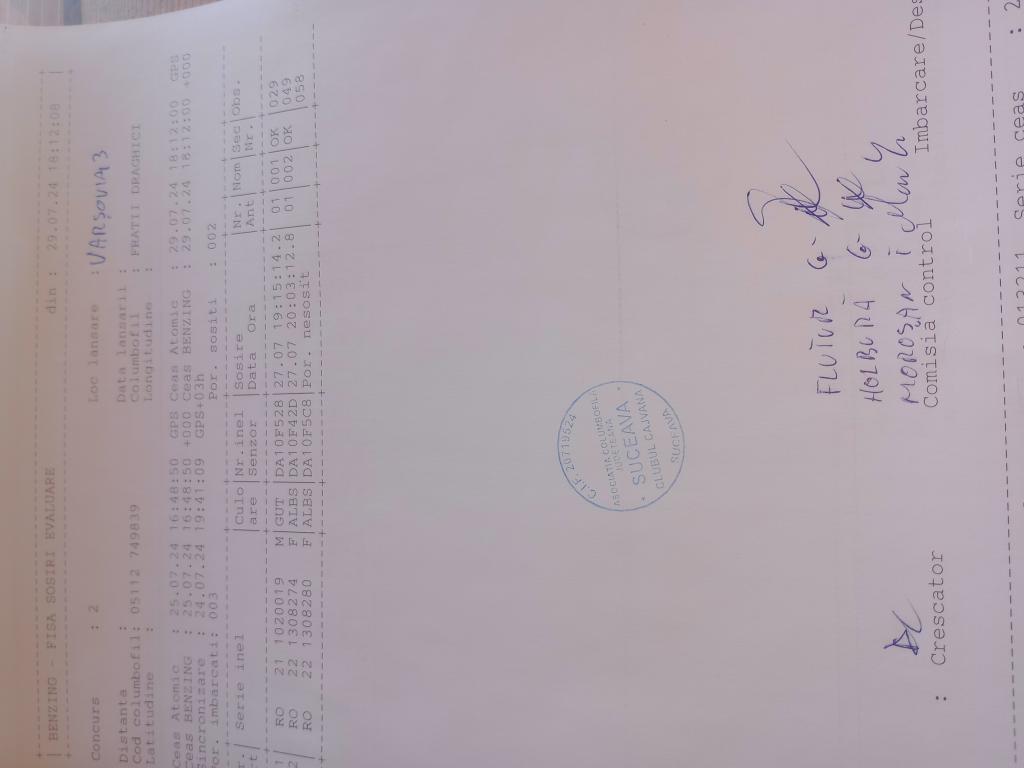 | BENZING - FISA SOSIRI EVALUARE din : 29.07.24 18:12:08 |
Concurs : 2 Loc lansare : VARSOVIA 3
Distanta : Data lansarii :
Cod columbofil: 05112 749839 Columbofil : FRATII DRAGHICI
Latitudine : Longitudine :
Ceas Atomic : 25.07.24 16:48:50 GPS Ceas Atomic : 29.07.24 18:12:00 GPS
Ceas BENZING : 25.07.24 16:48:50 +000 Ceas BENZING : 29.07.24 18:12:00 +000
Sincronizare : 24.07.24 19:41:09 GPS+03h
Por. imbarcati: 003 Por. sositi : 002
r.| Serie inel |Culo|Nr.inel |Sosire |Nr.|Nom|Sec|Obs.
rt| |are |Senzor |Data Ora |Ant| |Nr.|
1| RO 21 1020019 M|GUT |DA10F528|27.07 19:15:14.2| 01|001|OK |029
2| RO 22 1308274 F|ALBS|DA10F42D|27.07 20:03:12.8| 01|002|OK |049
| RO 22 1308280 F|ALBS|DA10F5C8|Por. nesosit | | | |058
C.I.F. 20719524
ASOCIATIA COLUMBOFILA
JUDETEANA
SUCEAVA
CLUBUL CAJVANA
SUCEAVA
FLUTUR G
HOLBURĂ G
MOROȘAN I
: Crescator Comisia control Imbarcare/Des
013211 Serie ceas : 2